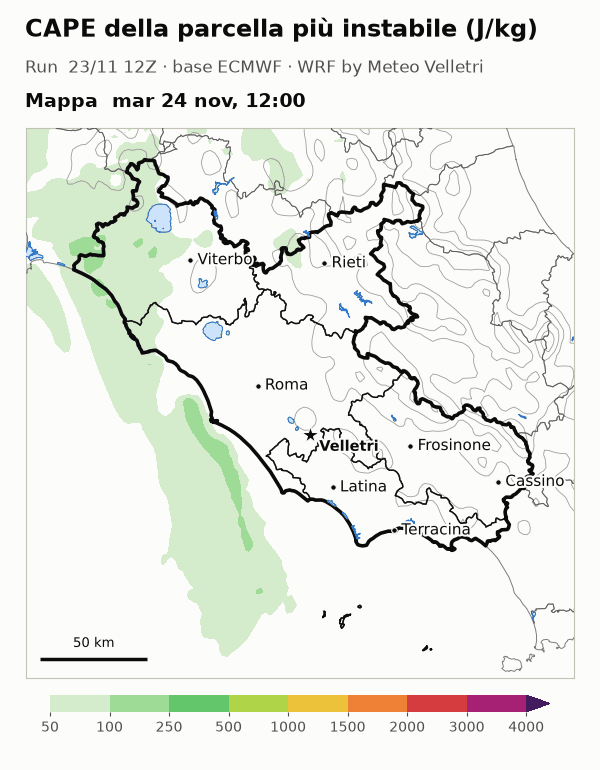 CAPE della parcella più instabile (J/kg)
Run  23/11 12Z · base ECMWF · WRF by Meteo Velletri
Mappa  mar 24 nov, 12:00
Viterbo
Rieti
Roma
Velletri
Frosinone
Latina
Cassino
Terracina
50 km
50 100 250 500 1000 1500 2000 3000 4000